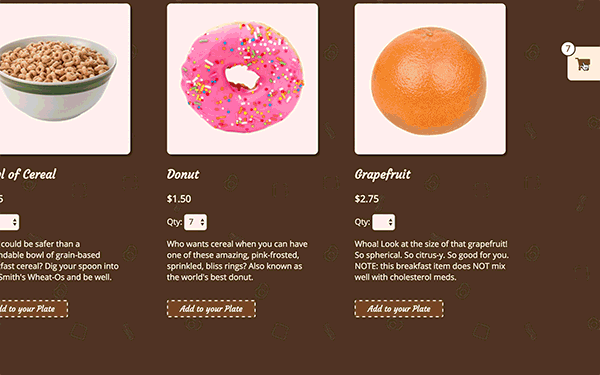 7
l of Cereal
5
could be safer than a
ndable bowl of grain-based
fast cereal? Dig your spoon into
Smith's Wheat-Os and be well.
dd to your Plate
Donut
$1.50
Qty: 7
Who wants cereal when you can have
one of these amazing, pink-frosted,
sprinkled, bliss rings? Also known as
the world's best donut.
Add to your Plate
Grapefruit
$2.75
Qty:
Whoa! Look at the size of that grapefruit!
So spherical. So citrus-y. So good for you.
NOTE: this breakfast item does NOT mix
well with cholesterol meds.
Add to your Plate